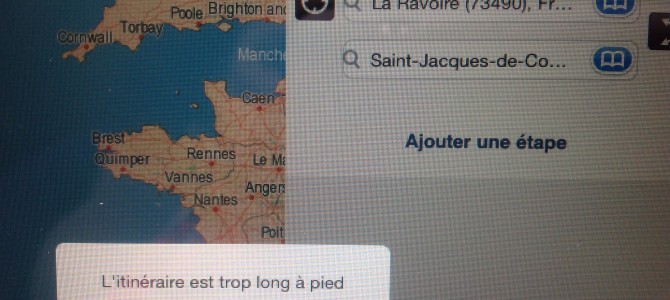 La Ravoire (73490), Fr...
Saint-Jacques-de-Co...
Ajouter une étape
Poole
Brighton and
Torbay
Cornwall
Manche
Caen
Brest
Quimper
Rennes
Le Ma
Vannes
Angers
Nantes
Poit
L'itinéraire est trop long à pied